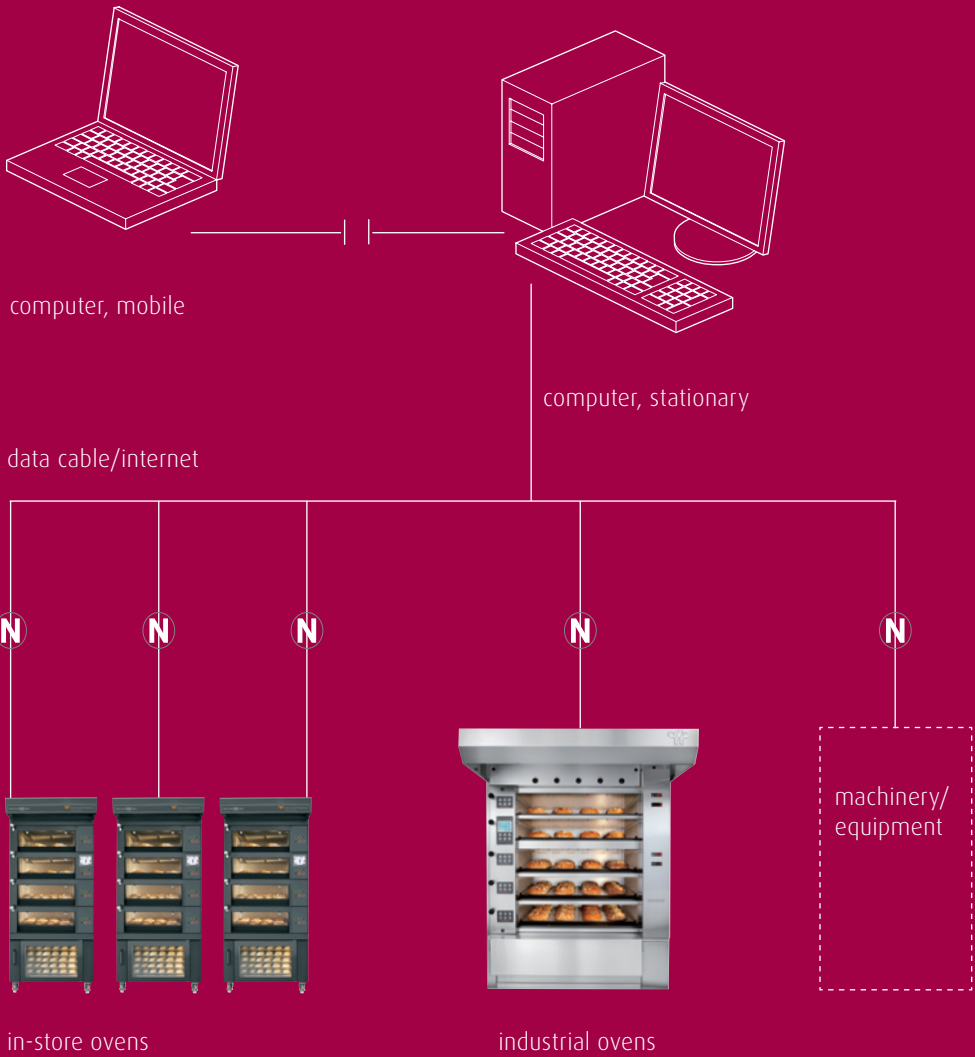 computer, mobile
computer, stationary
data cable/internet
N
N
N
N
N
machinery/
equipment
in-store ovens
industrial ovens